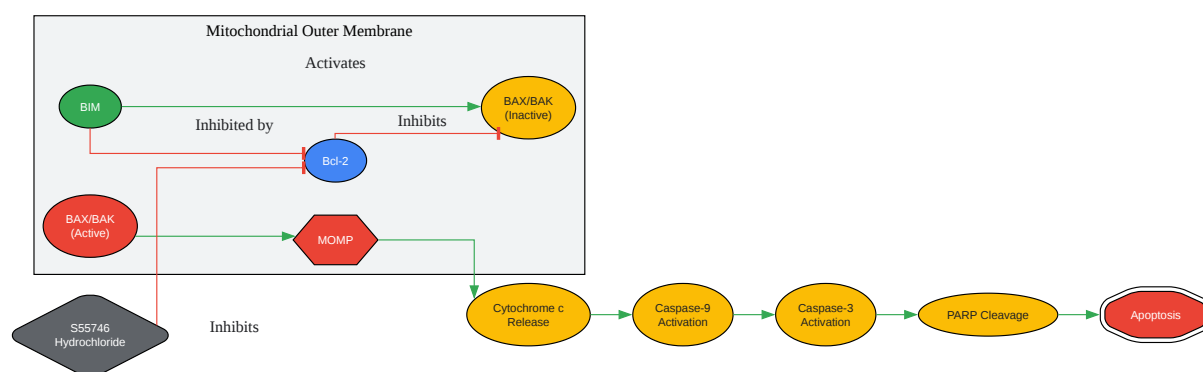 Mitochondrial Outer Membrane
Activates
BIM
BAX/BAK
(Inactive)
Inhibited by
Inhibits
Bcl-2
BAX/BAK
(Active)
MOMP
S55746
Hydrochloride
Inhibits
Cytochrome c
Release
Caspase-9
Activation
Caspase-3
Activation
PARP Cleavage
Apoptosis